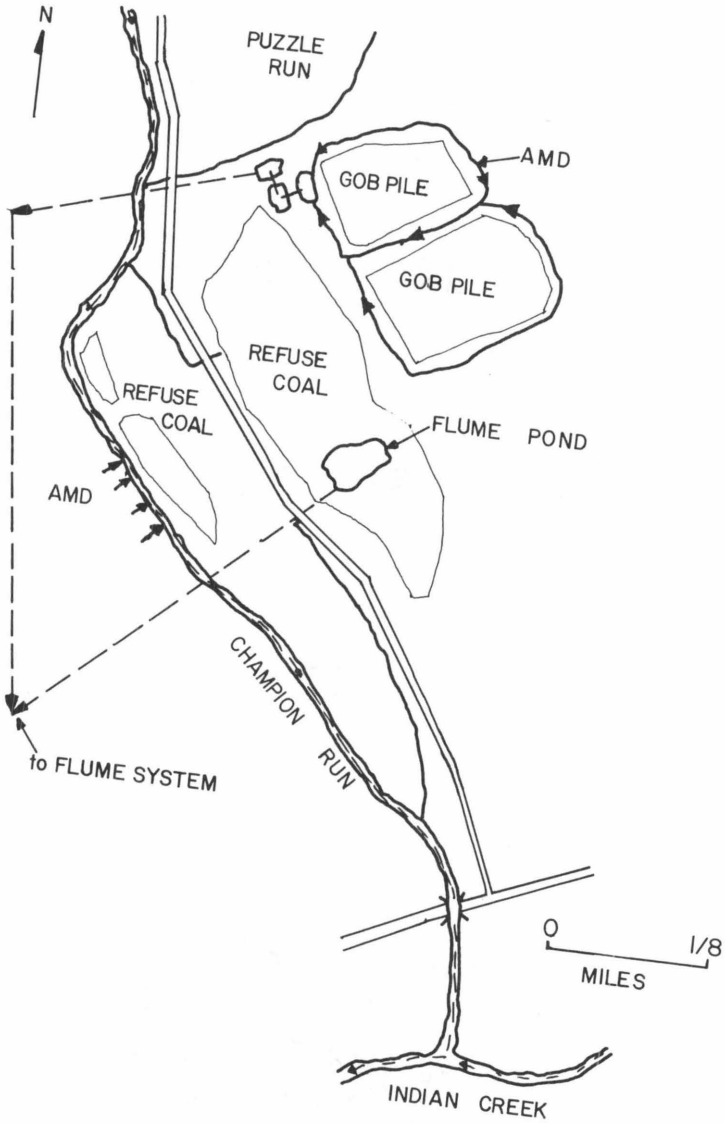 N
PUZZLE
RUN
AMD
GOB PILE
GOB PILE
REFUSE
COAL
REFUSE
COAL
FLUME POND
AMD
CHAMPION
RUN
to FLUME SYSTEM
0 1/8
MILES
INDIAN CREEK